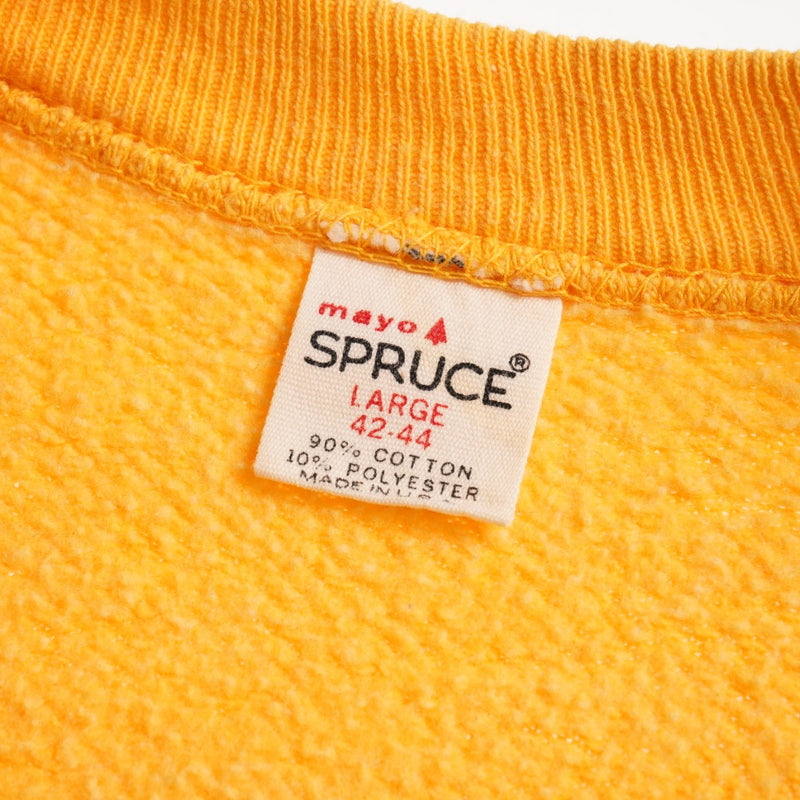 mayo
SPRUCE®
LARGE
42-44
90% COTTON
10% POLYESTER
MADE IN U.S.A.